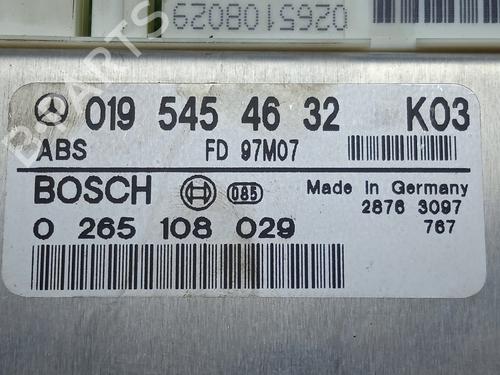 0265108029
019 545 46 32 K03
ABS FD 97M07
BOSCH 085 Made In Germany
2876 3097
0 265 108 029 767
B-PARTS